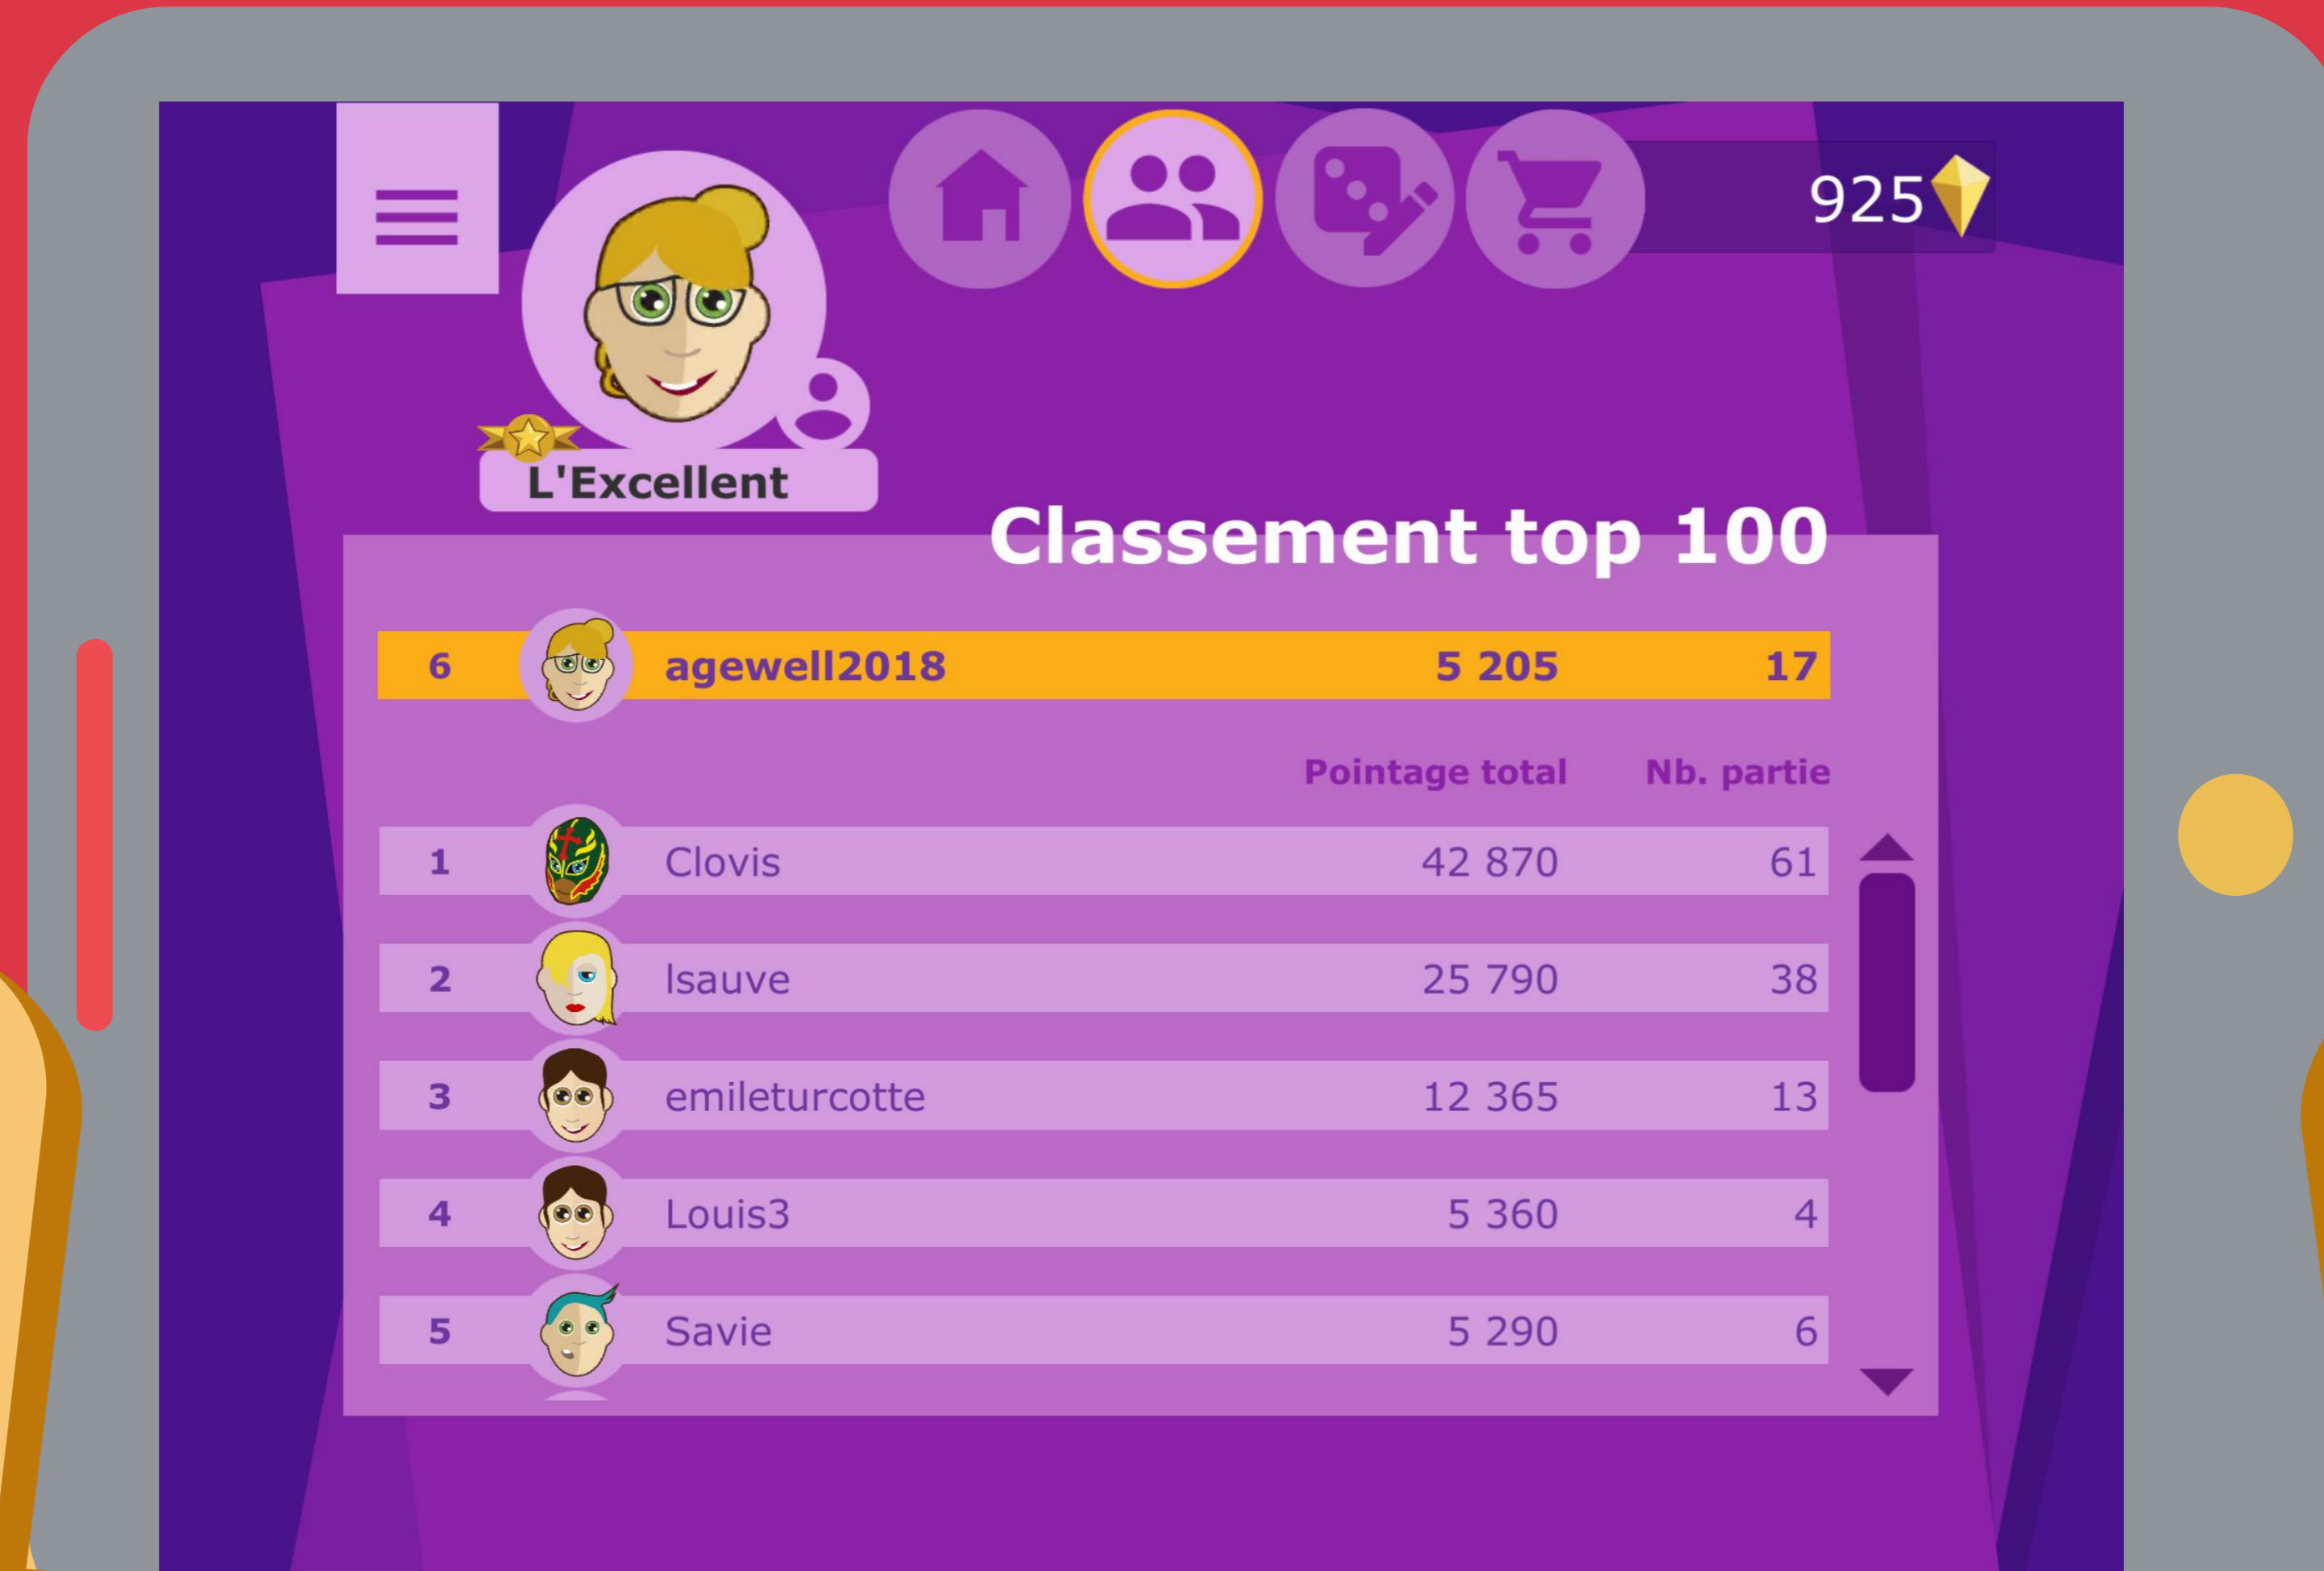 925
L'Excellent
Classement top 100
6 agewell2018 5 205 17
Pointage total Nb. partie
1 Clovis 42 870 61
2 lsauve 25 790 38
3 emileturcotte 12 365 13
4 Louis3 5 360 4
5 Savie 5 290 6